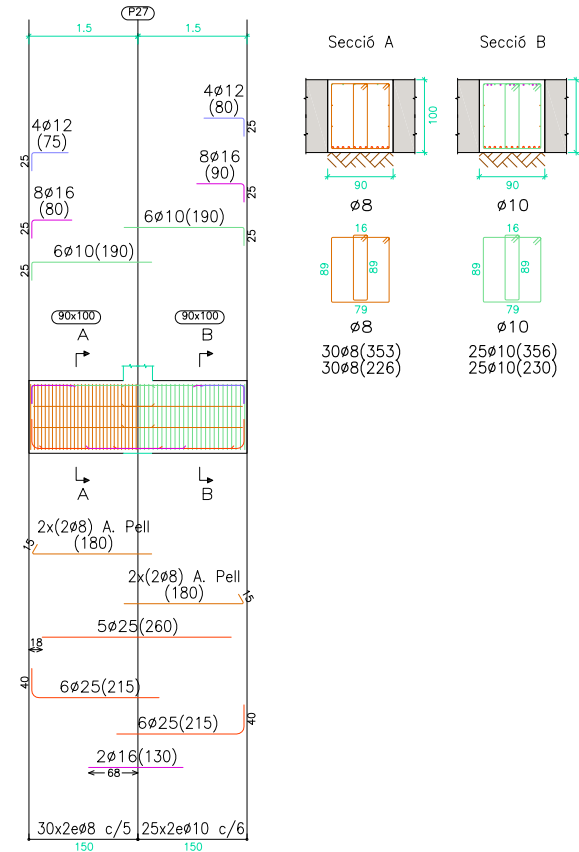 P27
1.5 1.5
Secció A
Secció B
4ø12
(80)
25
4ø12
(75)
25
8ø16
(90)
25
8ø16
(80)
25
6ø10(190)
25
6ø10(190)
25
100
90
90
ø8
ø10
16
16
89
89
89
89
79
79
ø8
ø10
30ø8(353)
30ø8(226)
25ø10(356)
25ø10(230)
90x100
90x100
A
B
A
B
2x(2ø8) A. Pell
(180)
15
2x(2ø8) A. Pell
(180)
15
5ø25(260)
18
6ø25(215)
40
6ø25(215)
40
2ø16(130)
68
30x2eø8 c/5
25x2eø10 c/6
150
150